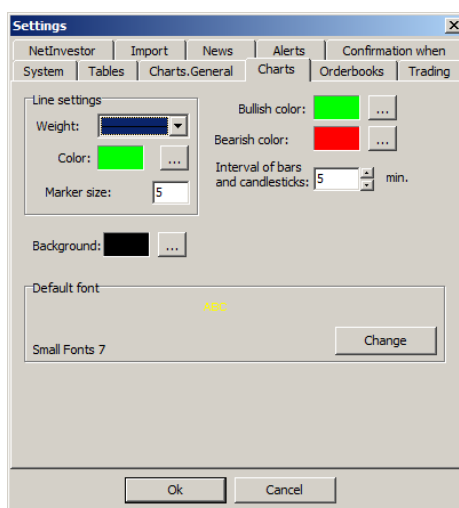 Settings
NetInvestor Import News Alerts Confirmation when
System Tables Charts.General Charts Orderbooks Trading
Line settings
Weight:
Color: ...
Marker size: 5
Bullish color: ...
Bearish color: ...
Interval of bars
and candlesticks: 5 min.
Background: ...
Default font
ABC
Small Fonts 7
Change
Ok Cancel